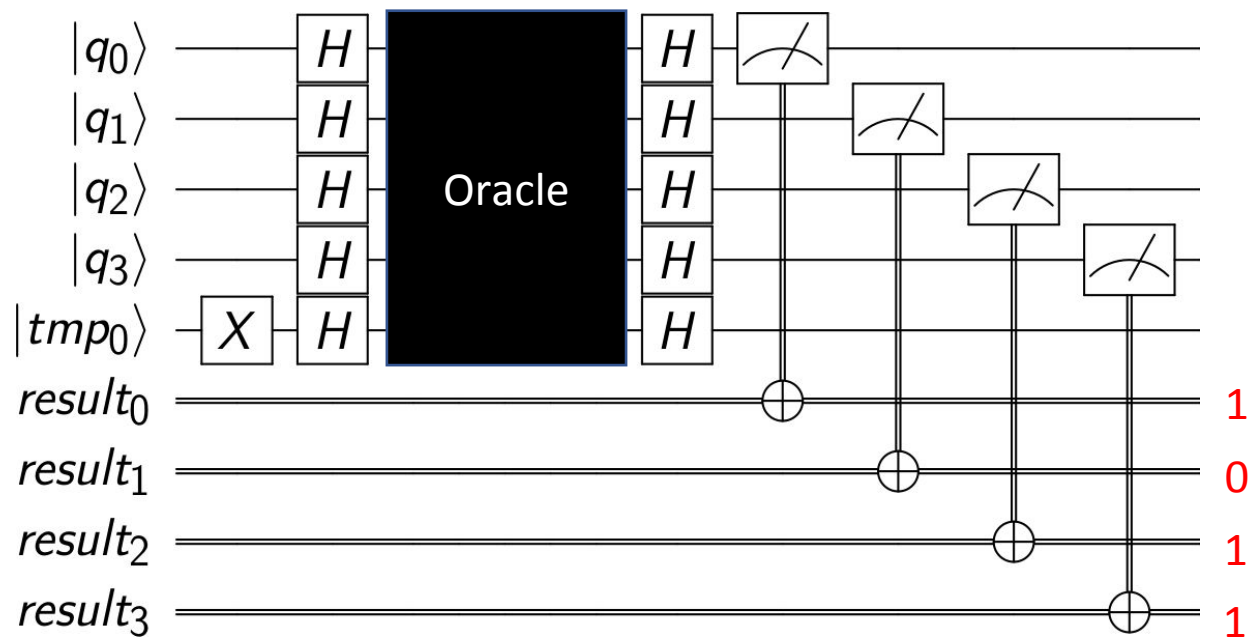 |q₀⟩ H H
|q₁⟩ H H
|q₂⟩ H Oracle H
|q₃⟩ H H
|tmp₀⟩ X H H
result₀ 1
result₁ 0
result₂ 1
result₃ 1